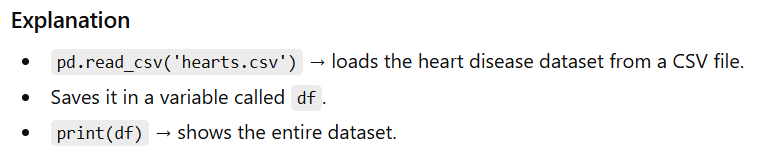 Explanation
• pd.read_csv('hearts.csv') → loads the heart disease dataset from a CSV file.
• Saves it in a variable called df.
• print(df) → shows the entire dataset.